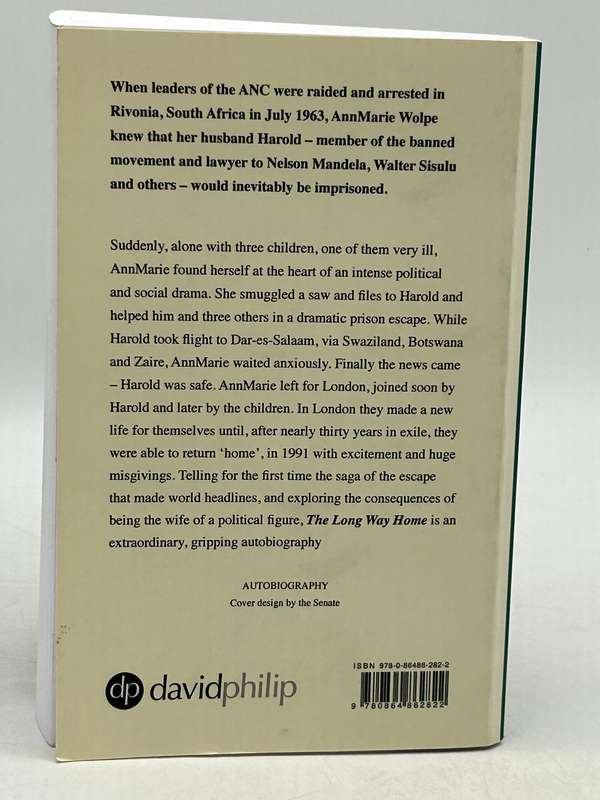 When leaders of the ANC were raided and arrested in
Rivonia, South Africa in July 1963, AnnMarie Wolpe
knew that her husband Harold – member of the banned
movement and lawyer to Nelson Mandela, Walter Sisulu
and others – would inevitably be imprisoned.
Suddenly, alone with three children, one of them very ill,
AnnMarie found herself at the heart of an intense political
and social drama. She smuggled a saw and files to Harold and
helped him and three others in a dramatic prison escape. While
Harold took flight to Dar-es-Salaam, via Swaziland, Botswana
and Zaire, AnnMarie waited anxiously. Finally the news came
– Harold was safe. AnnMarie left for London, joined soon by
Harold and later by the children. In London they made a new
life for themselves until, after nearly thirty years in exile, they
were able to return ‘home’, in 1991 with excitement and huge
misgivings. Telling for the first time the saga of the escape
that made world headlines, and exploring the consequences of
being the wife of a political figure, The Long Way Home is an
extraordinary, gripping autobiography
AUTOBIOGRAPHY
Cover design by the Senate
ISBN 978-0-86486-282-2
dp davidphilip
9 780864 862822